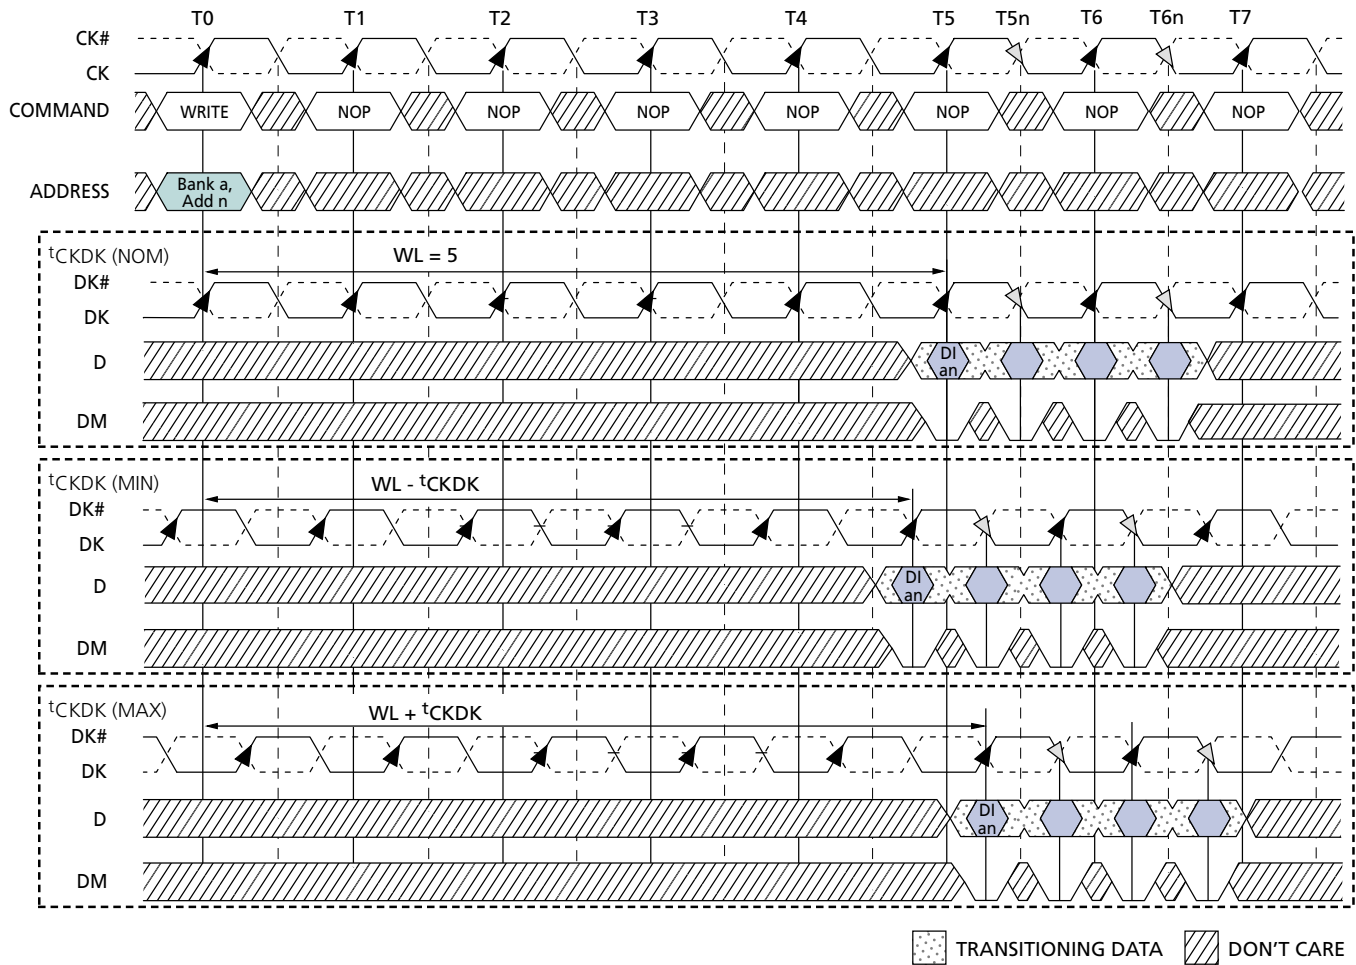 T0 T1 T2 T3 T4 T5 T5n T6 T6n T7
CK#
CK
COMMAND WRITE NOP NOP NOP NOP NOP NOP NOP
ADDRESS Bank a,
Add n
tCKDK (NOM) WL = 5
DK#
DK
D DI
an
DM
tCKDK (MIN) WL - tCKDK
DK#
DK
D DI
an
DM
tCKDK (MAX) WL + tCKDK
DK#
DK
D DI
an
DM
TRANSITIONING DATA DON'T CARE